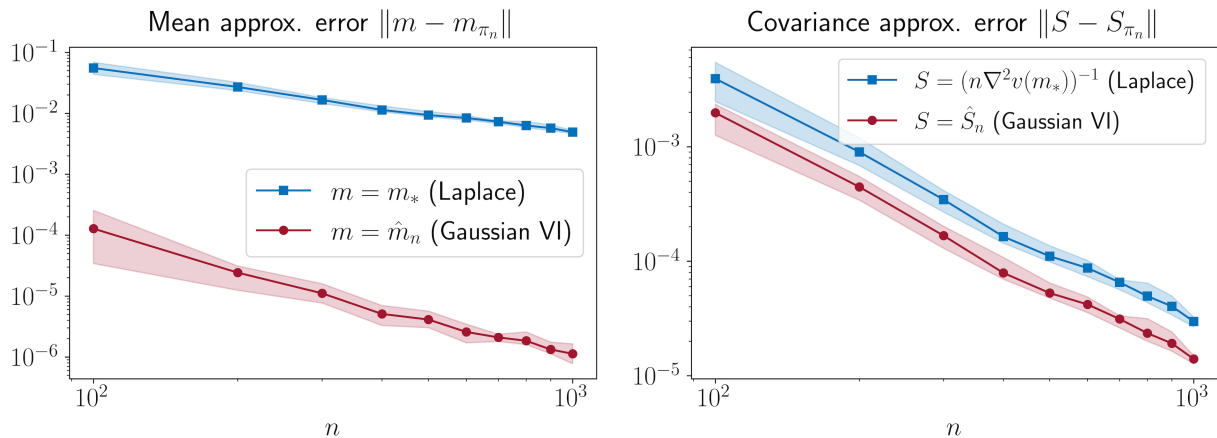 Mean approx. error ∥m − m_{π_n}∥
10^{−1}
10^{−2}
10^{−3}
10^{−4}
10^{−5}
10^{−6}
m = m_* (Laplace)
m = m̂_n (Gaussian VI)
10^2
10^3
n
Covariance approx. error ∥S − S_{π_n}∥
S = (n∇^2v(m_*))^{−1} (Laplace)
S = Ŝ_n (Gaussian VI)
10^{−3}
10^{−4}
10^{−5}
10^2
10^3
n